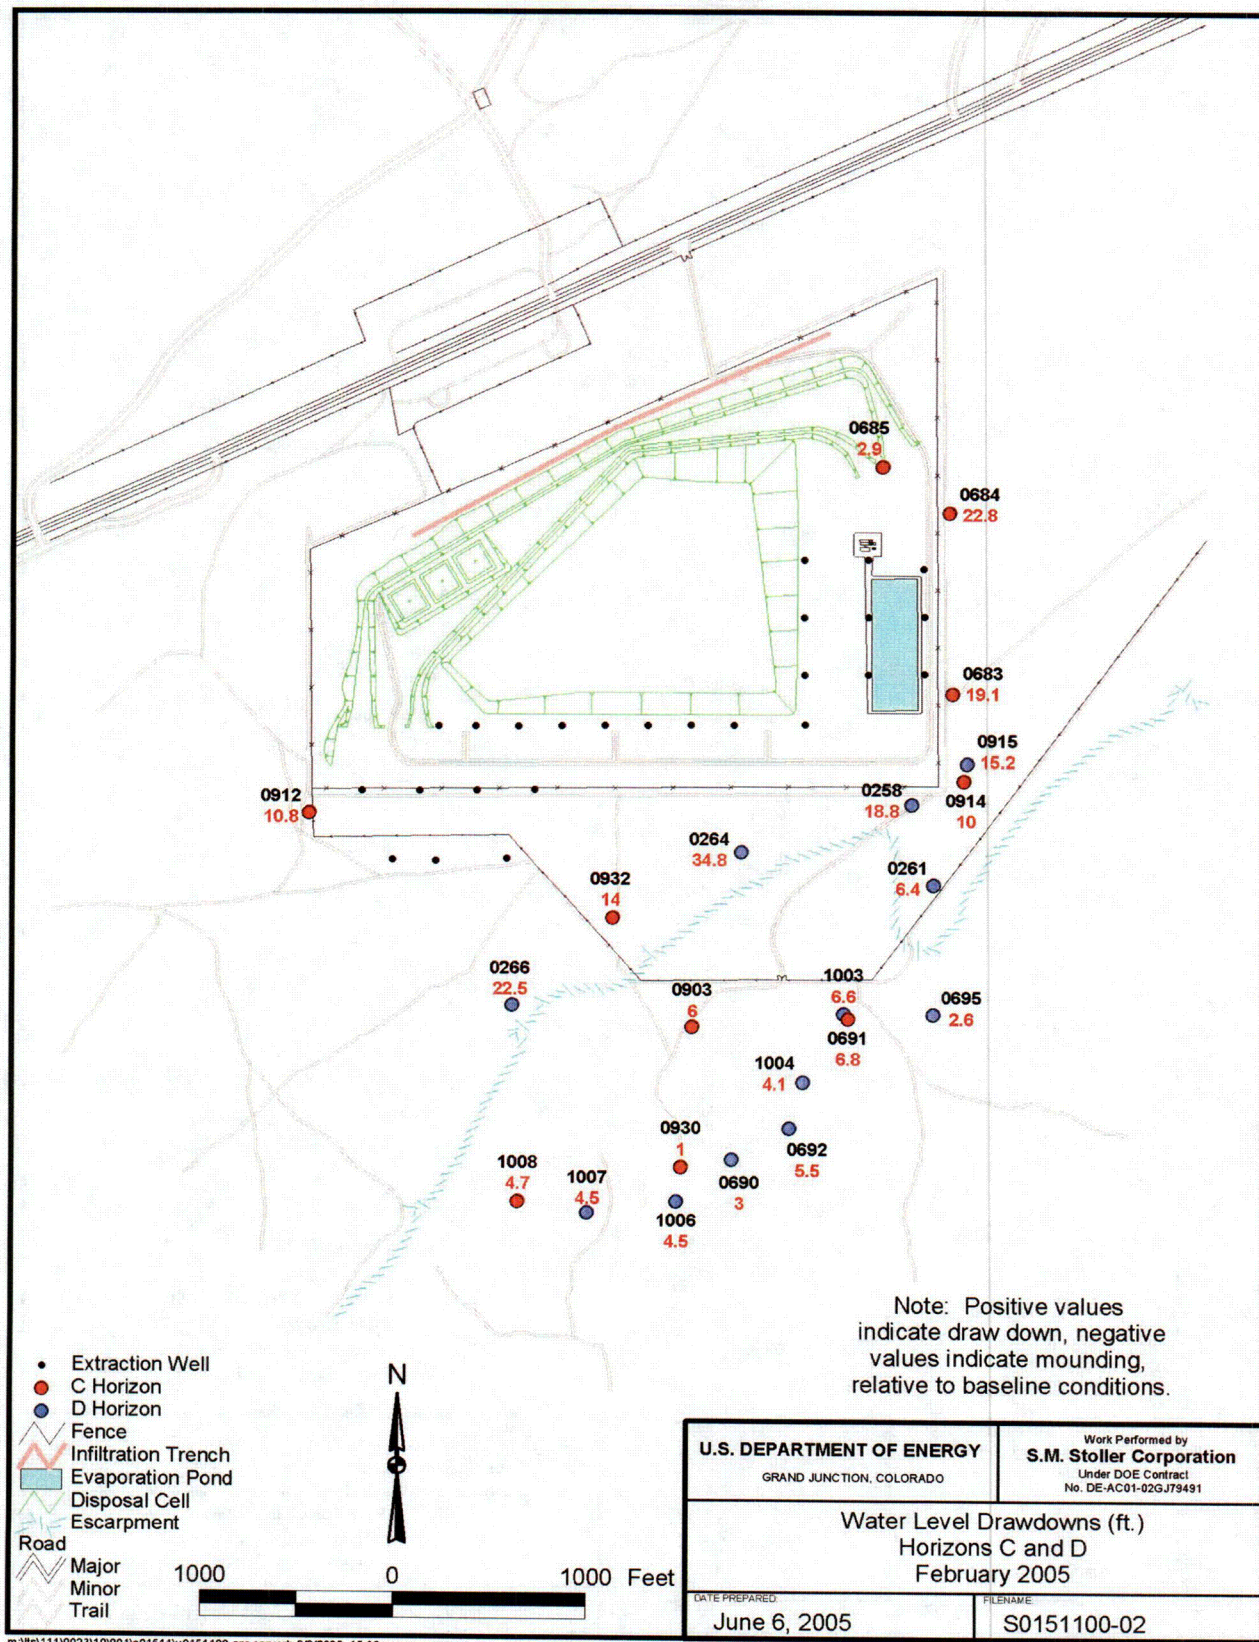 0685
2.9
0684
22.8
0683
19.1
0915
15.2
0914
10
0258
18.8
0912
10.8
0264
34.8
0261
6.4
0932
14
0266
22.5
0903
6
1003
6.6
0691
6.8
0695
2.6
1004
4.1
0692
5.5
0930
1
0690
3
1008
4.7
1007
4.5
1006
4.5
Note: Positive values
indicate draw down, negative
values indicate mounding,
relative to baseline conditions.
Extraction Well
C Horizon
D Horizon
Fence
Infiltration Trench
Evaporation Pond
Disposal Cell
Escarpment
Road
Major
Minor
Trail
N
1000 0 1000 Feet
U.S. DEPARTMENT OF ENERGY
GRAND JUNCTION, COLORADO
Work Performed by
S.M. Stoller Corporation
Under DOE Contract
No. DE-AC01-02GJ79491
Water Level Drawdowns (ft.)
Horizons C and D
February 2005
DATE PREPARED:
June 6, 2005
FILENAME:
S0151100-02